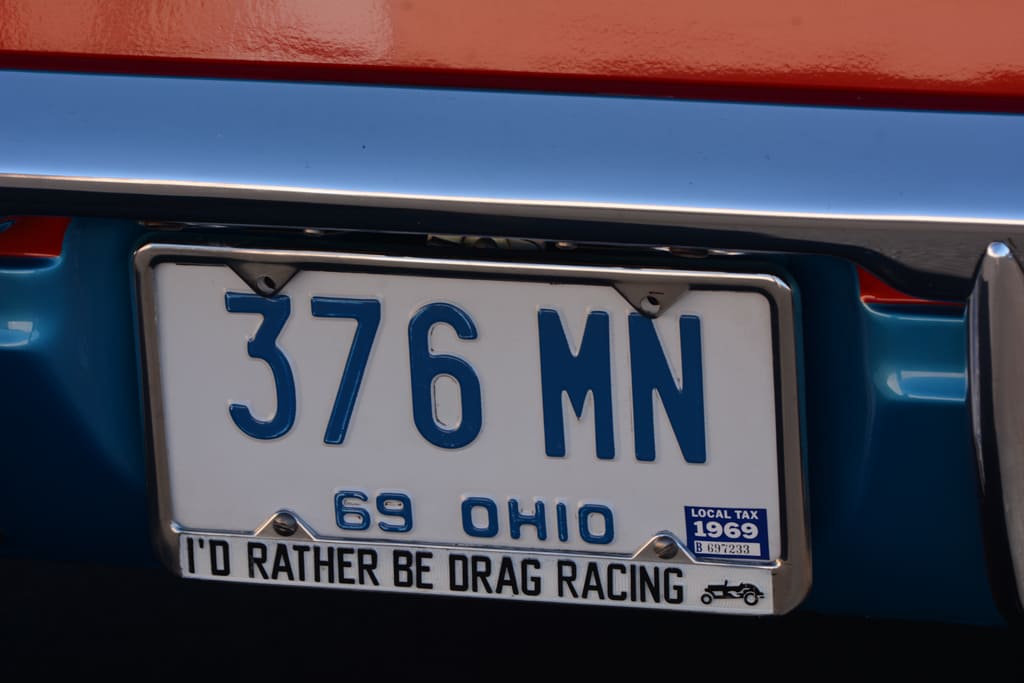 376 MN
69 OHIO
LOCAL TAX
1969
B 697233
I'D RATHER BE DRAG RACING